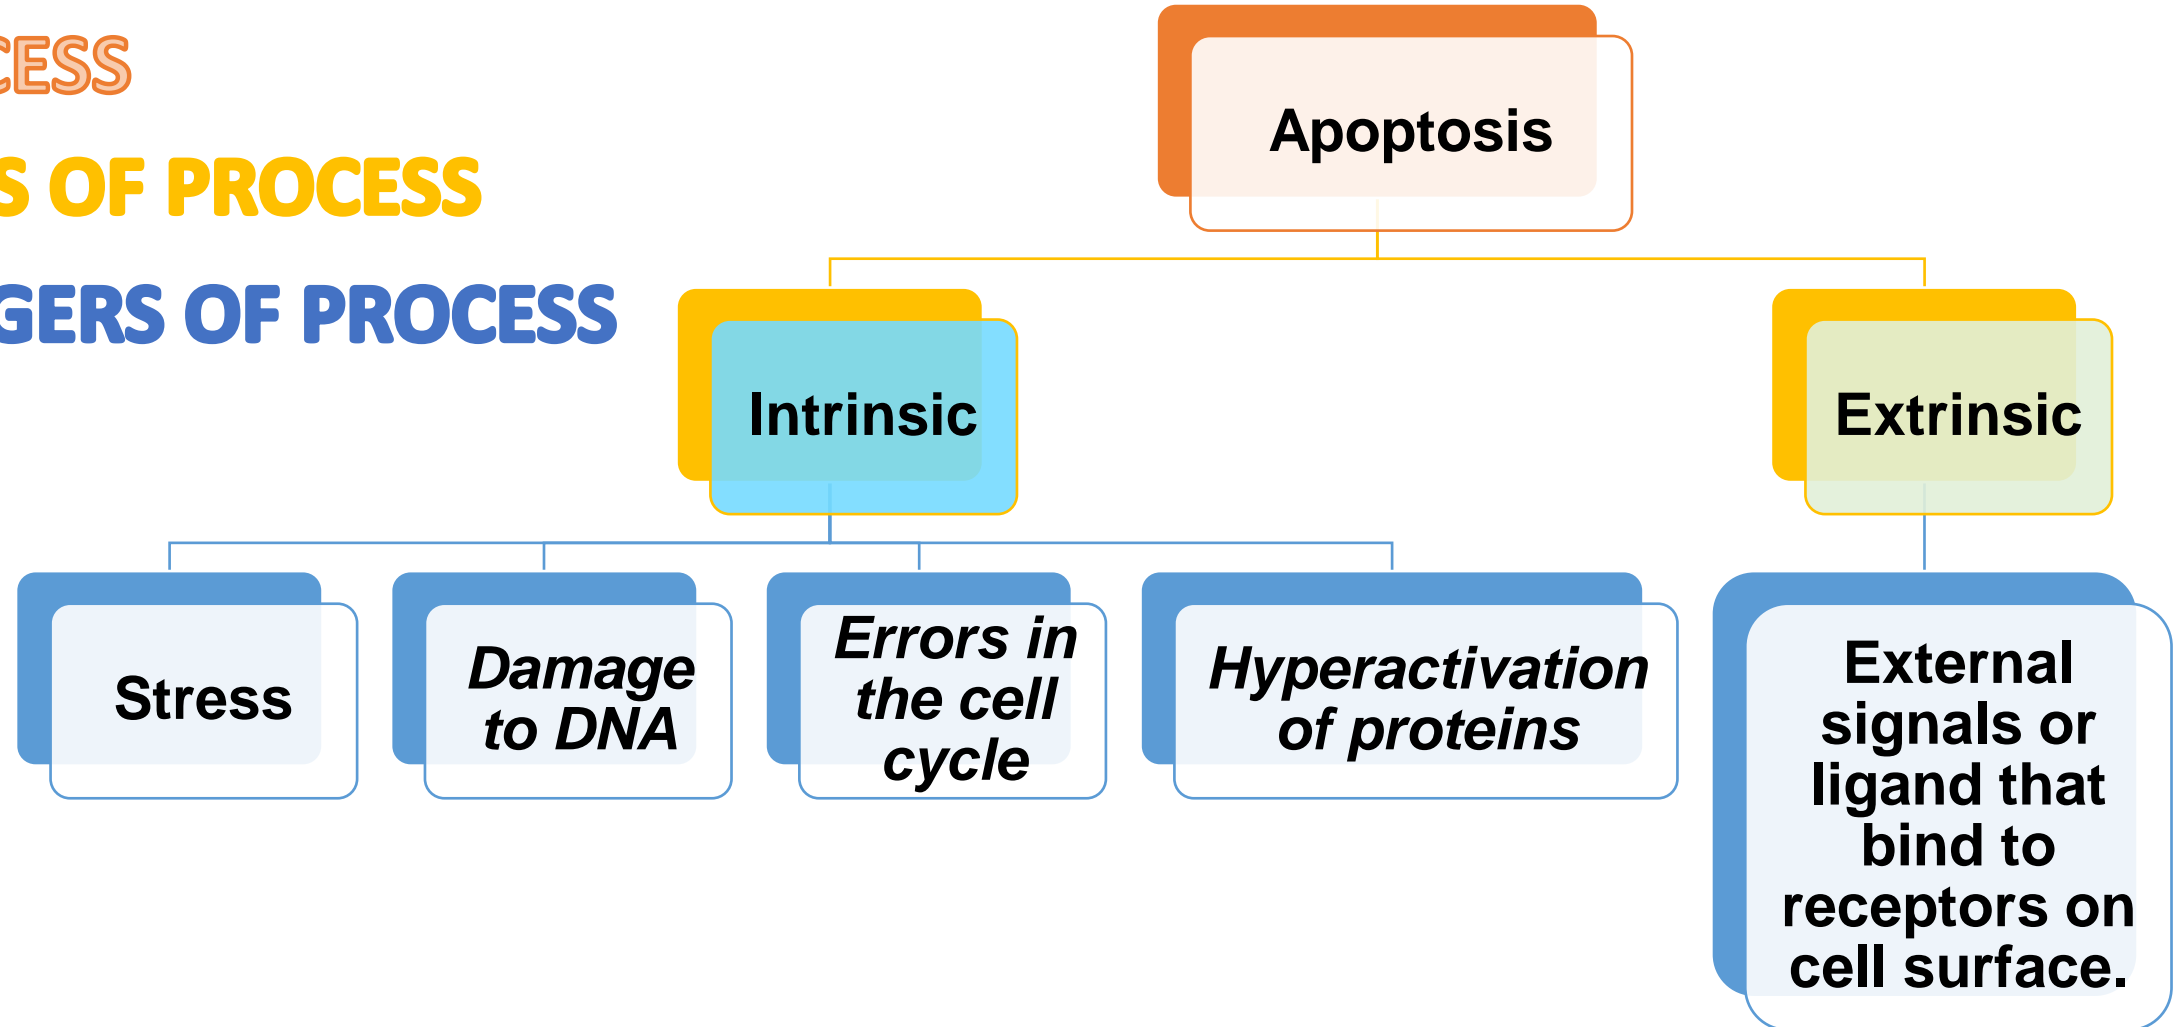 CESS
S OF PROCESS
GERS OF PROCESS
Apoptosis
Intrinsic
Extrinsic
Stress
Damage
to DNA
Errors in
the cell
cycle
Hyperactivation
of proteins
External
signals or
ligand that
bind to
receptors on
cell surface.